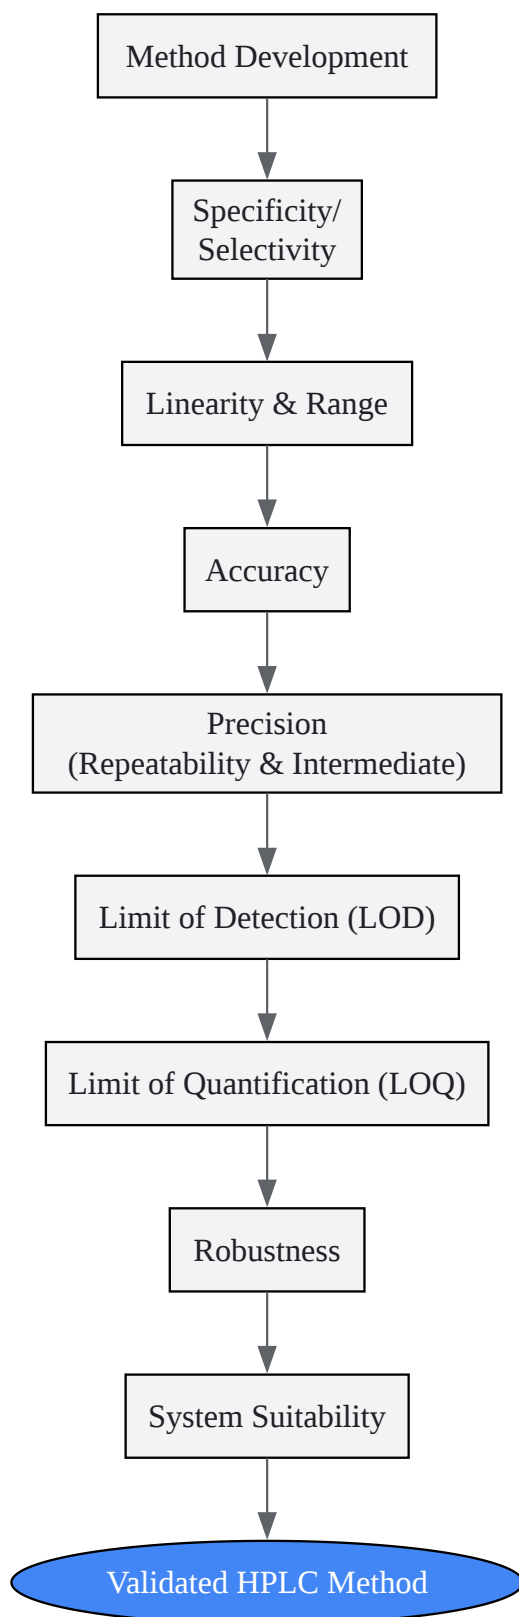 Method Development
Specificity/
Selectivity
Linearity & Range
Accuracy
Precision
(Repeatability & Intermediate)
Limit of Detection (LOD)
Limit of Quantification (LOQ)
Robustness
System Suitability
Validated HPLC Method